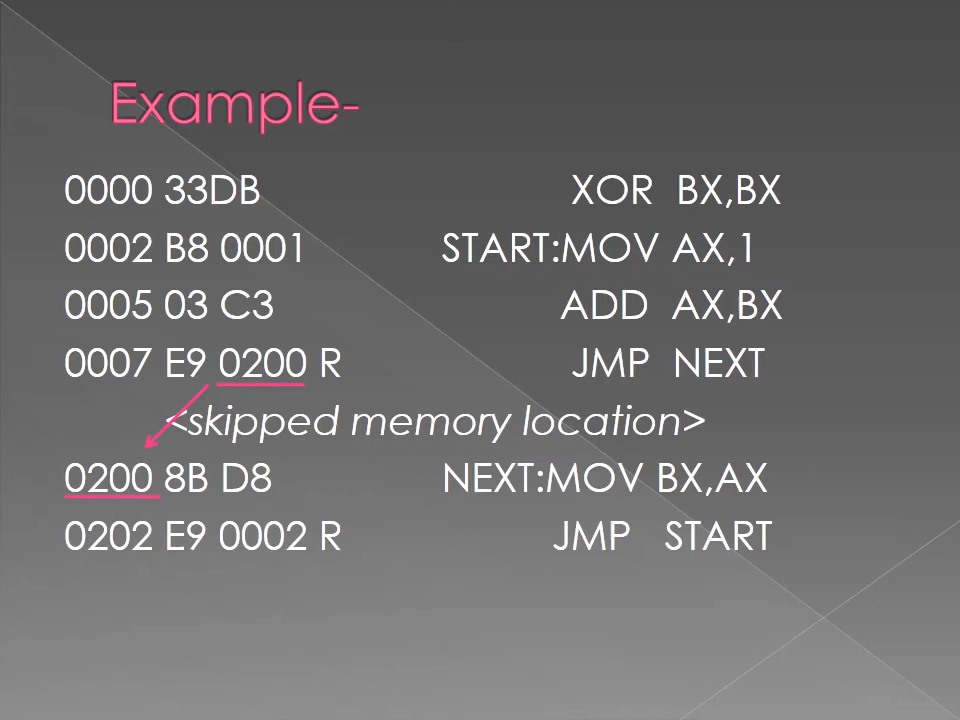 Example-
0000 33DB XOR BX,BX
0002 B8 0001 START:MOV AX,1
0005 03 C3 ADD AX,BX
0007 E9 0200 R JMP NEXT
<skipped memory location>
0200 8B D8 NEXT:MOV BX,AX
0202 E9 0002 R JMP START